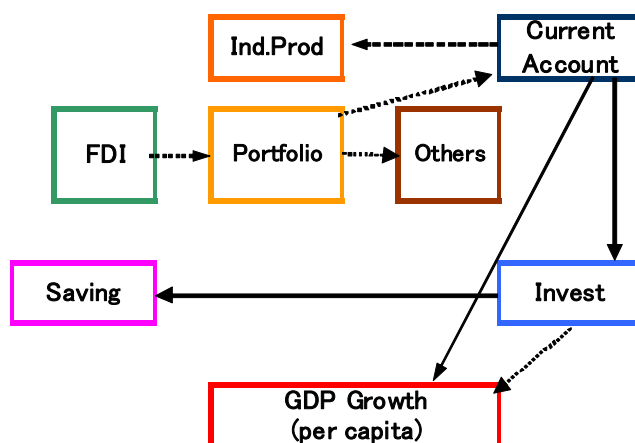 Ind.Prod
Current
Account
FDI
Portfolio
Others
Saving
Invest
GDP Growth
(per capita)